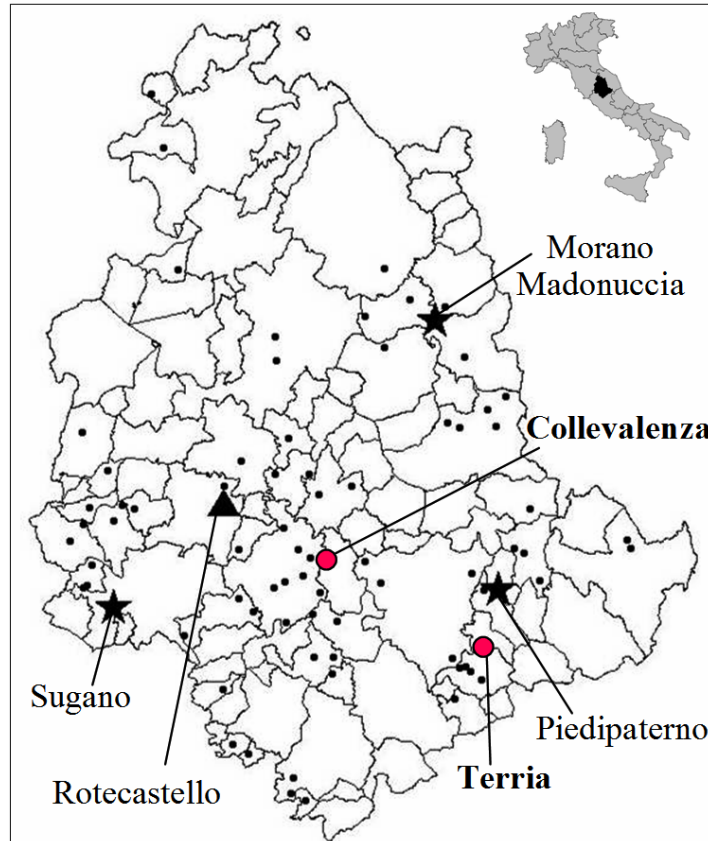 Morano
Madonuccia
Collevalenza
Sugano
Piedipaterno
Rotecastello
Terria